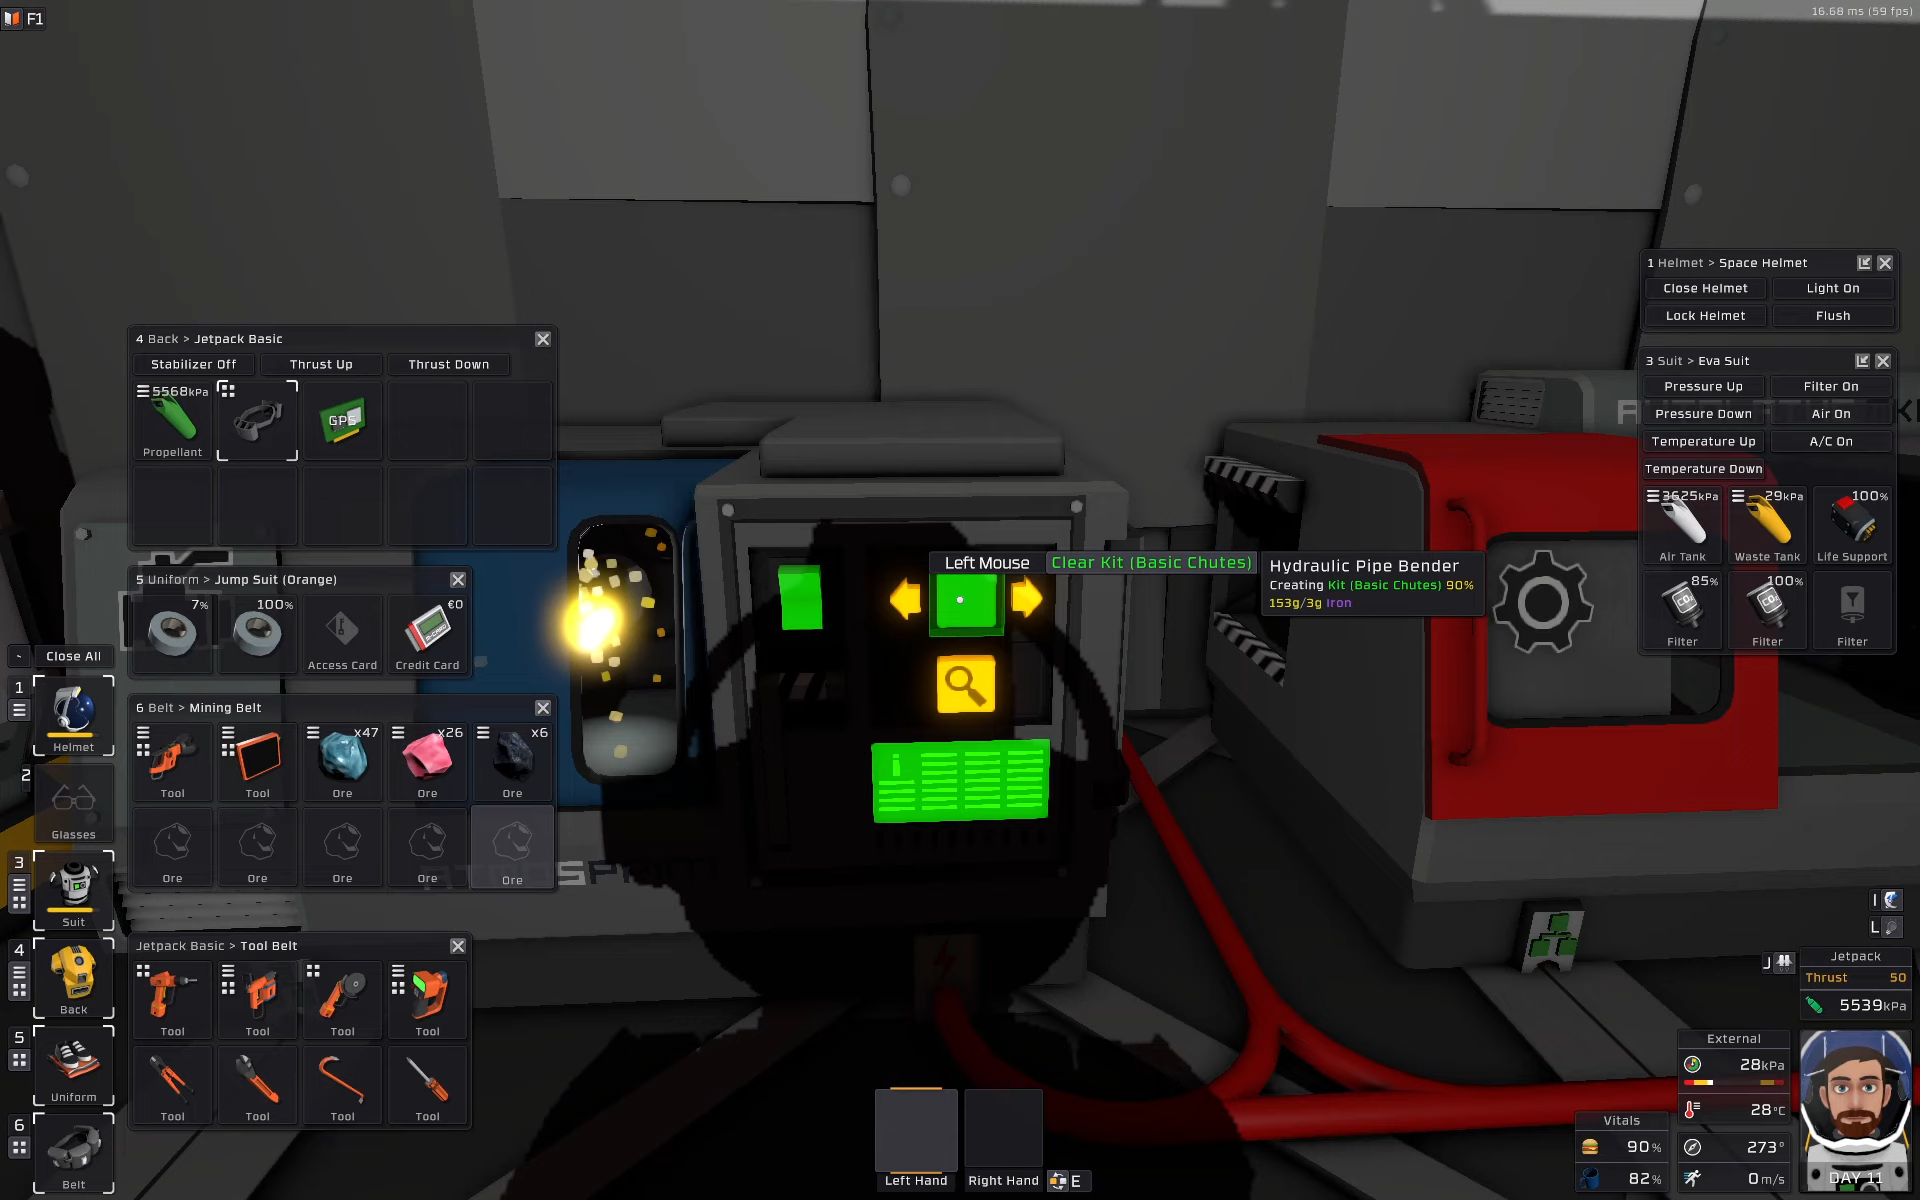 F1
16.68 ms (59 fps)
1 Helmet > Space Helmet
Close Helmet
Light On
Lock Helmet
Flush
4 Back > Jetpack Basic
Stabilizer Off
Thrust Up
Thrust Down
5568kPa
GPS
Propellant
3 Suit > Eva Suit
Pressure Up
Filter On
Pressure Down
Air On
Temperature Up
A/C On
Temperature Down
3625kPa
29kPa
100%
Air Tank
Waste Tank
Life Support
85%
100%
Filter
Filter
Filter
Left Mouse
Clear Kit (Basic Chutes)
Hydraulic Pipe Bender
Creating Kit (Basic Chutes) 90%
153g/3g Iron
5 Uniform > Jump Suit (Orange)
7%
100%
€0
Access Card
Credit Card
~
Close All
6 Belt > Mining Belt
x47
x26
x6
Tool
Tool
Ore
Ore
Ore
Ore
Ore
Ore
Ore
Ore
1
Helmet
2
Glasses
3
Suit
4
Back
5
Uniform
6
Belt
Jetpack Basic > Tool Belt
Tool
Tool
Tool
Tool
Tool
Tool
Tool
Tool
Left Hand
Right Hand
E
I
L
J
Jetpack
Thrust 50
5539kPa
External
28kPa
28°C
Vitals
90%
273°
82%
0m/s
DAY 11